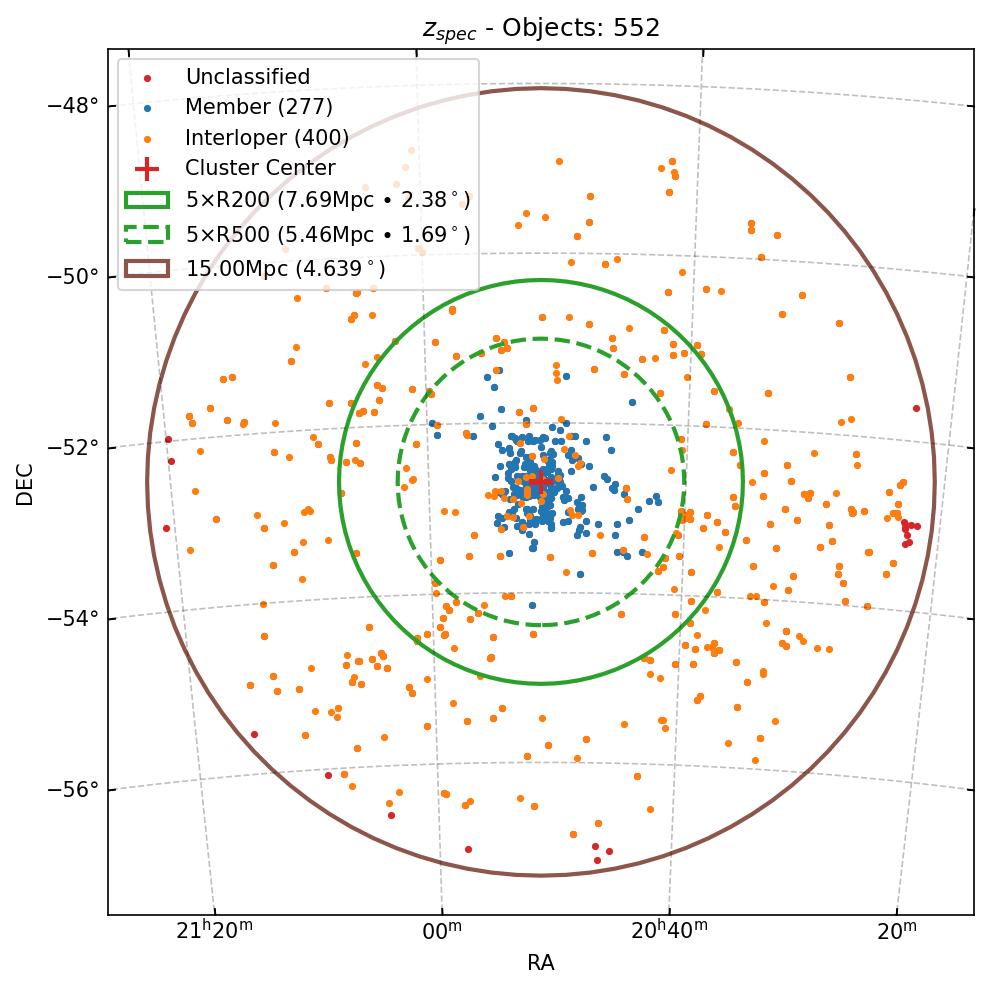 z_spec - Objects: 552
Unclassified
Member (277)
Interloper (400)
Cluster Center
5×R200 (7.69Mpc • 2.38°)
5×R500 (5.46Mpc • 1.69°)
15.00Mpc (4.639°)
−48°
−50°
−52°
−54°
−56°
DEC
21ʰ20ᵐ 00ᵐ 20ʰ40ᵐ 20ᵐ
RA